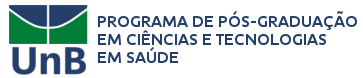 UnB
PROGRAMA DE PÓS-GRADUAÇÃO
EM CIÊNCIAS E TECNOLOGIAS
EM SAÚDE